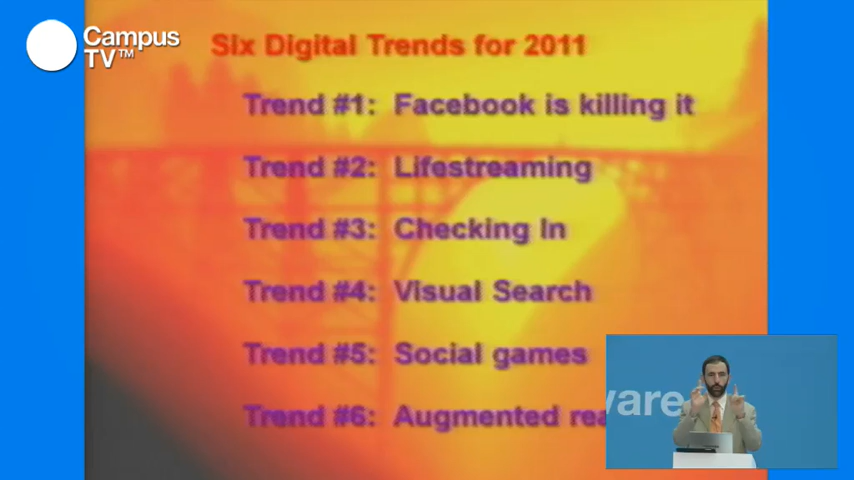 Campus
TV™
Six Digital Trends for 2011
Trend #1: Facebook is killing it
Trend #2: Lifestreaming
Trend #3: Checking In
Trend #4: Visual Search
Trend #5: Social games
Trend #6: Augmented rea
ware